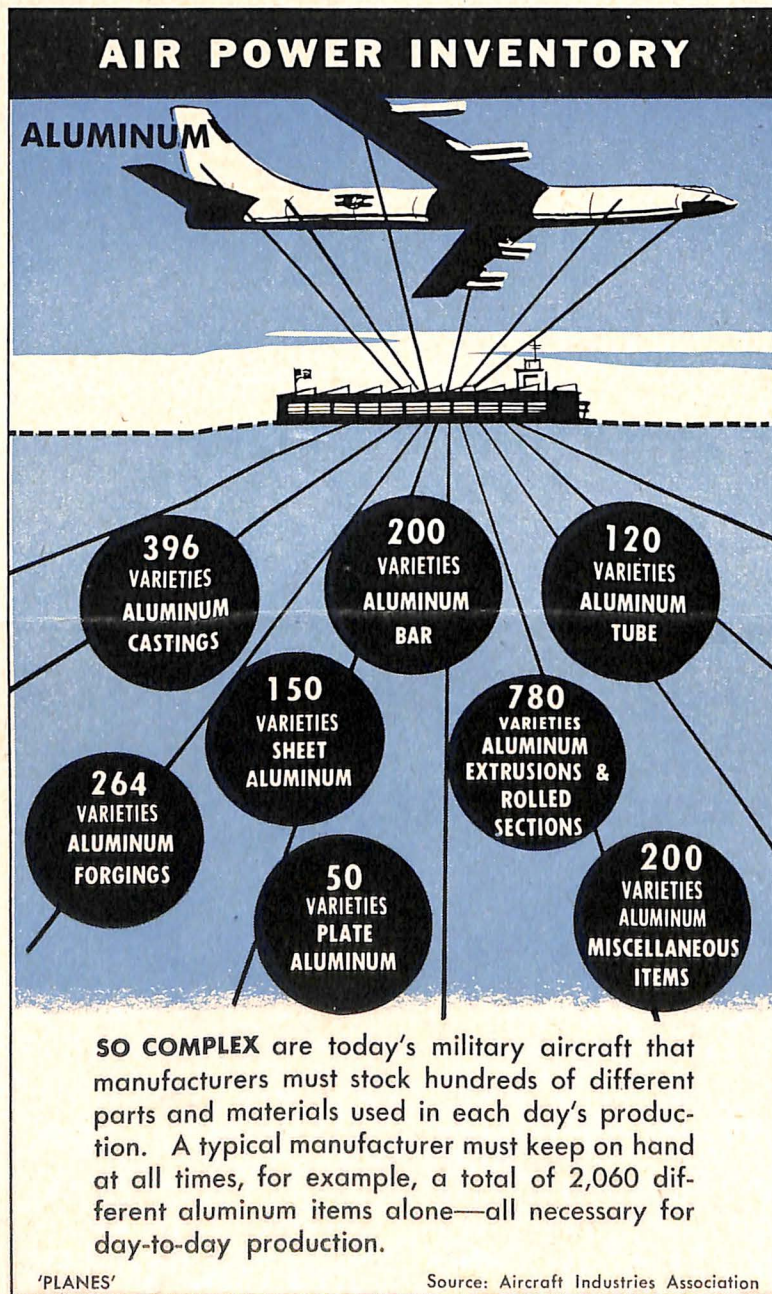 AIR POWER INVENTORY
ALUMINUM
396
VARIETIES
ALUMINUM
CASTINGS
200
VARIETIES
ALUMINUM
BAR
120
VARIETIES
ALUMINUM
TUBE
150
VARIETIES
SHEET
ALUMINUM
780
VARIETIES
ALUMINUM
EXTRUSIONS &
ROLLED
SECTIONS
264
VARIETIES
ALUMINUM
FORGINGS
50
VARIETIES
PLATE
ALUMINUM
200
VARIETIES
ALUMINUM
MISCELLANEOUS
ITEMS
SO COMPLEX are today's military aircraft that
manufacturers must stock hundreds of different
parts and materials used in each day's produc-
tion. A typical manufacturer must keep on hand
at all times, for example, a total of 2,060 dif-
ferent aluminum items alone—all necessary for
day-to-day production.
'PLANES'
Source: Aircraft Industries Association